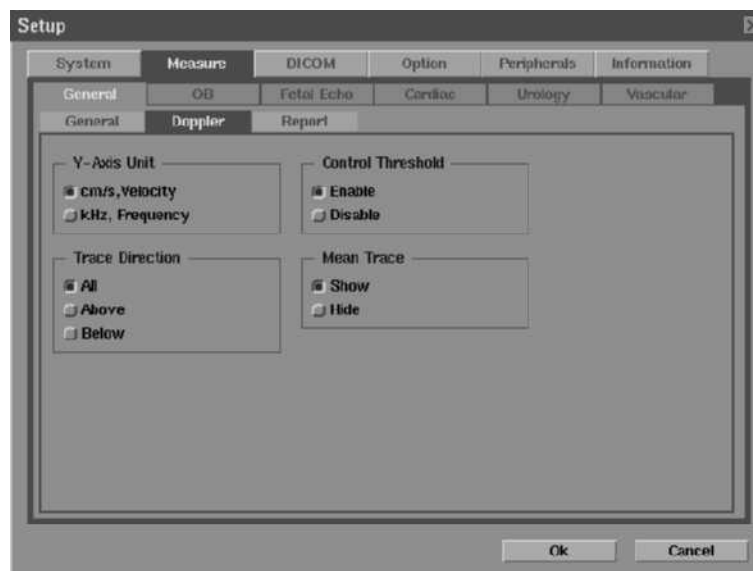 Setup
System Measure DICOM Option Peripherals Information
General OB Fetal Echo Cardiac Urology Vascular
General Doppler Report
Y-Axis Unit
cm/s,Velocity
kHz, Frequency
Control Threshold
Enable
Disable
Trace Direction
All
Above
Below
Mean Trace
Show
Hide
Ok Cancel